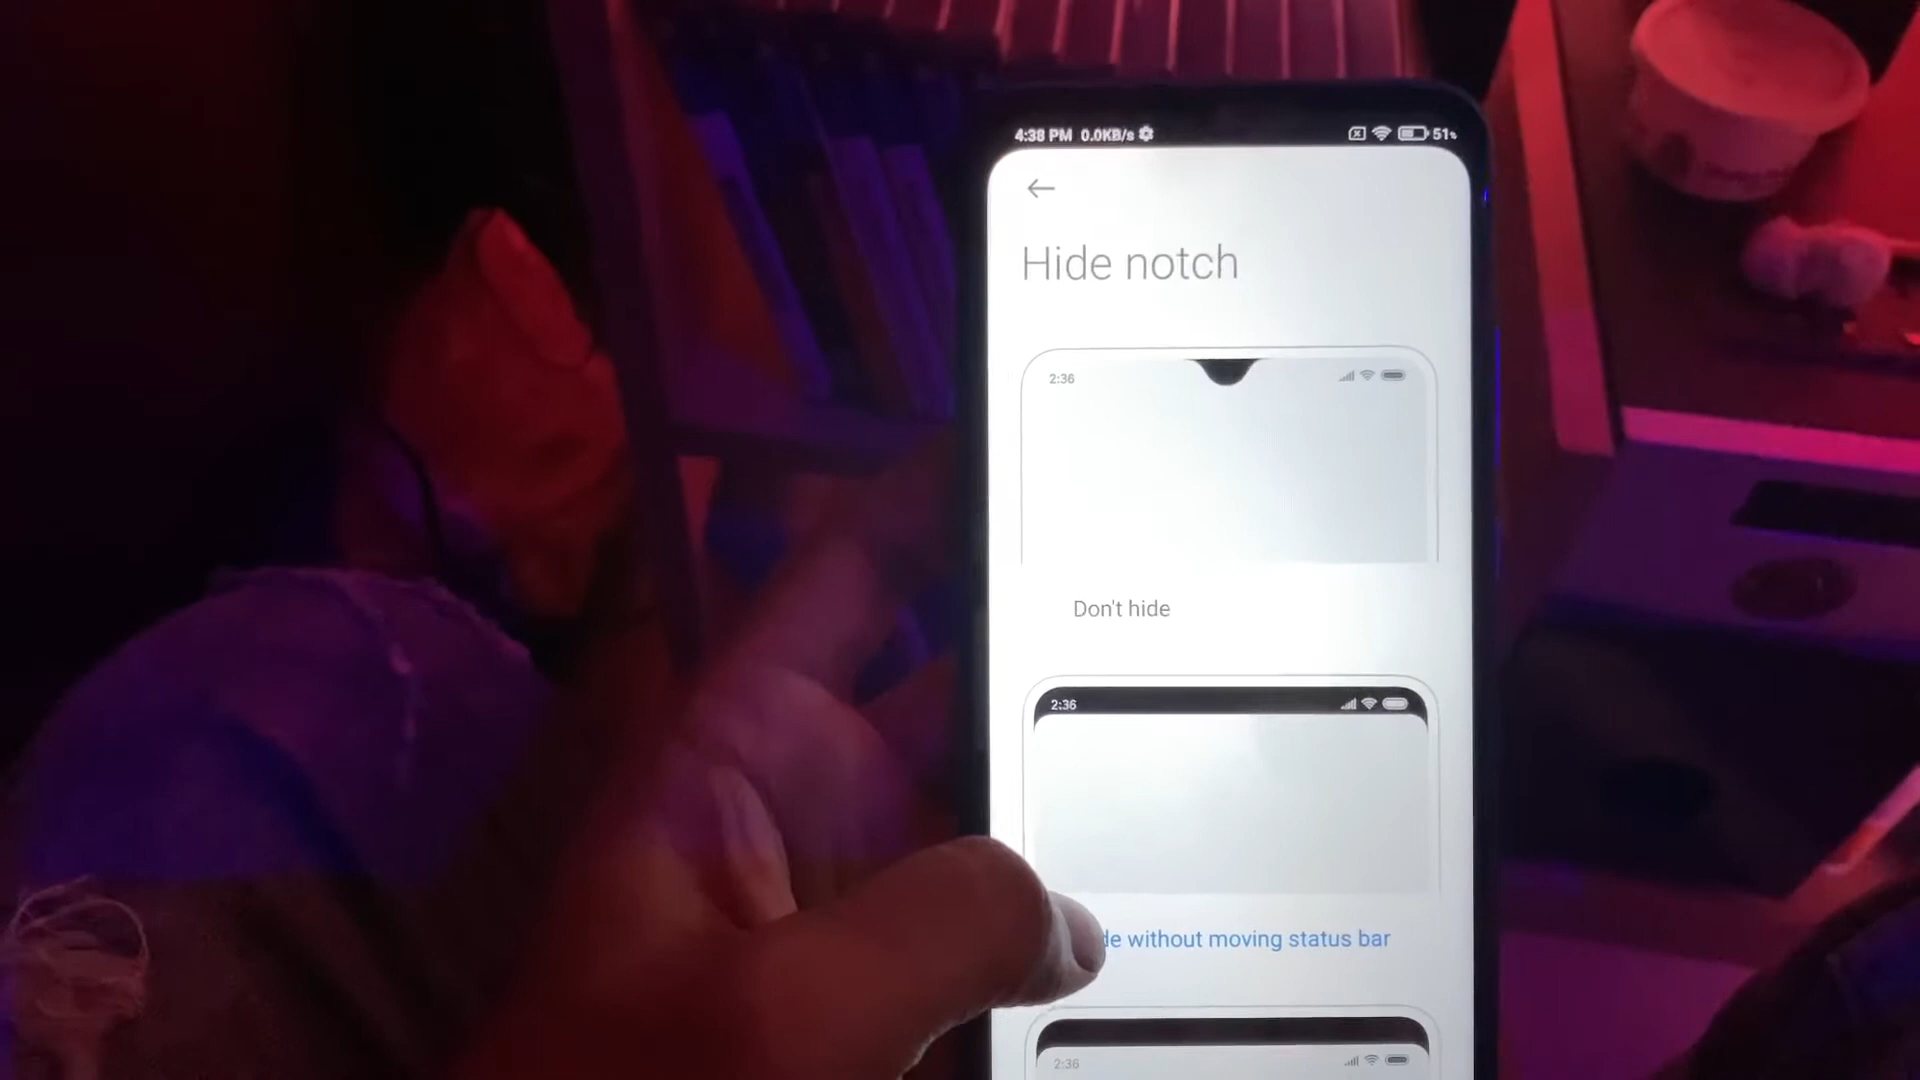 4:38 PM 0.0KB/s 51%
Hide notch
2:36
Don't hide
2:36
de without moving status bar
2:36